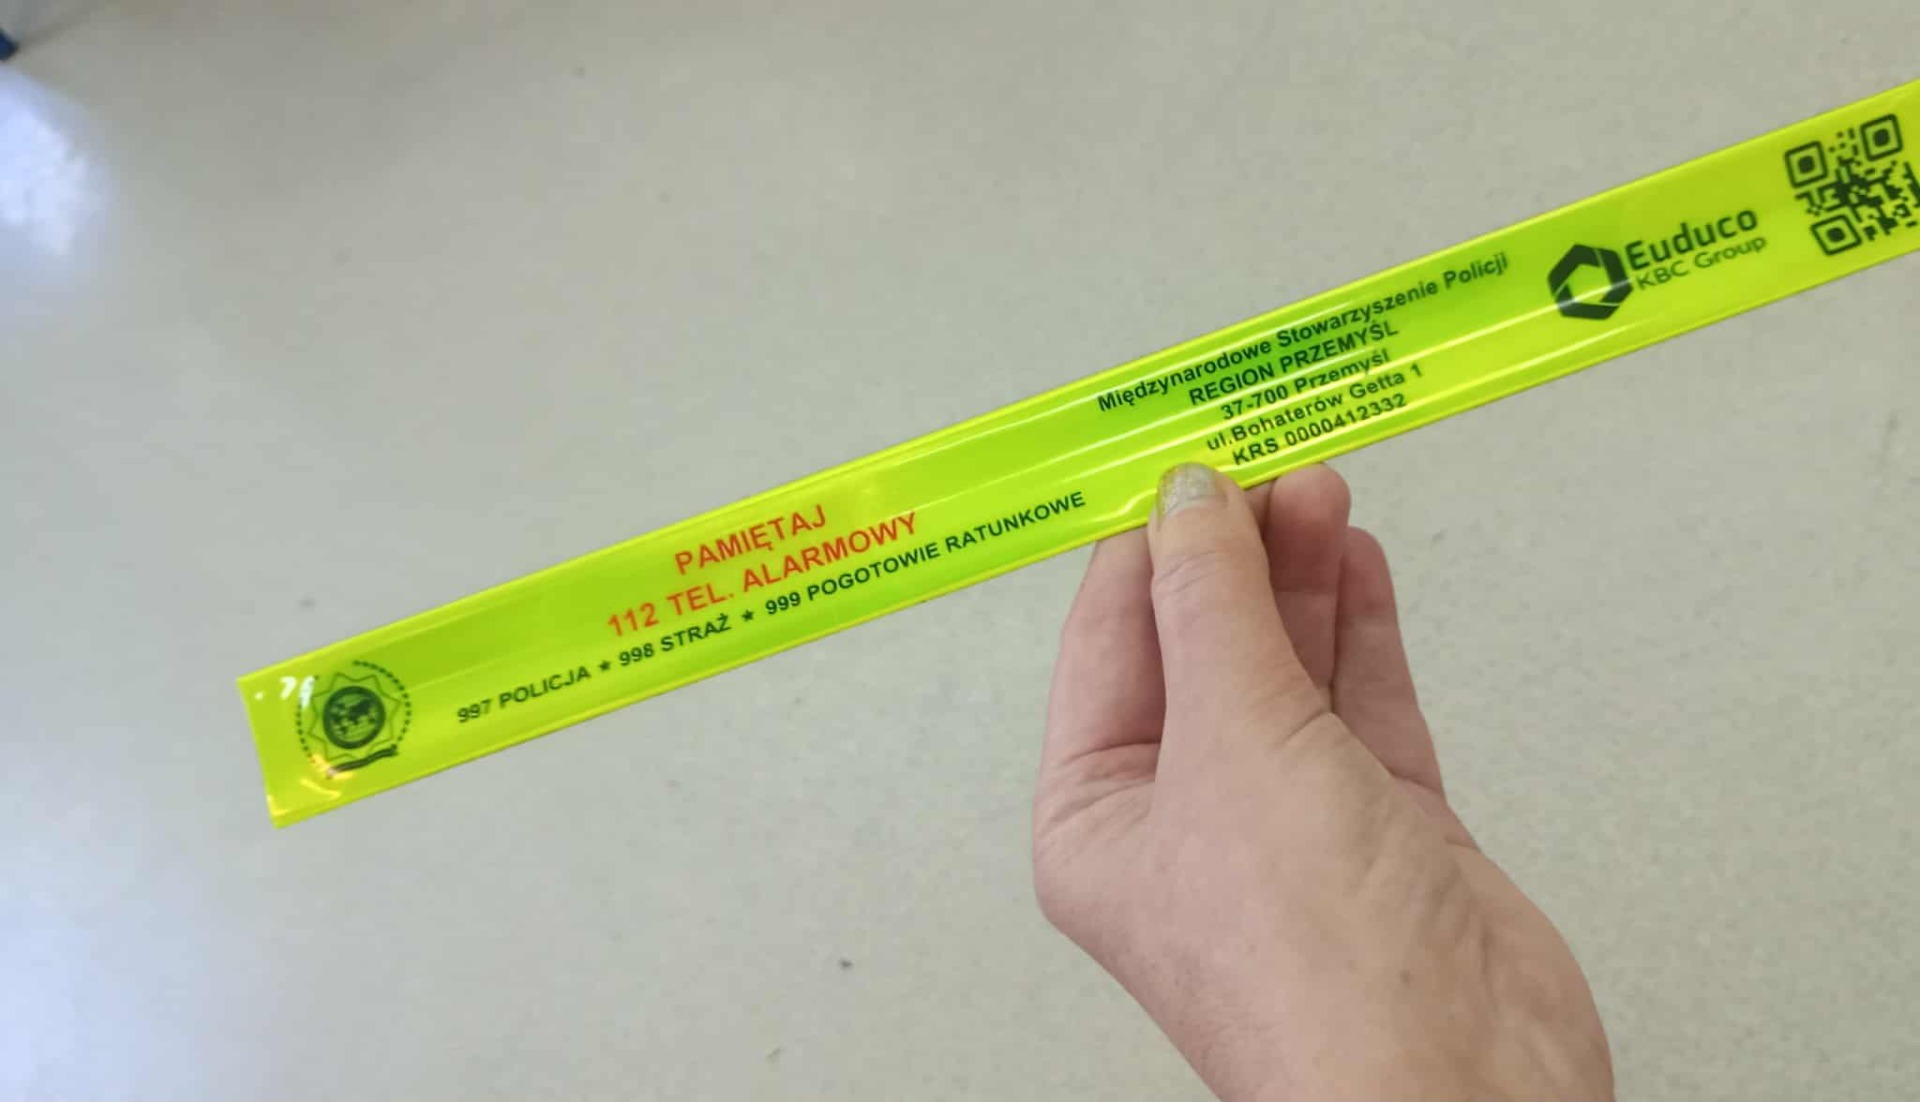 PAMIĘTAJ
112 TEL. ALARMOWY
997 POLICJA ★ 998 STRAŻ ★ 999 POGOTOWIE RATUNKOWE
Międzynarodowe Stowarzyszenie Policji
REGION PRZEMYŚL
37-700 Przemyśl
ul.Bohaterów Getta 1
KRS 0000412332
Euduco
KBC Group